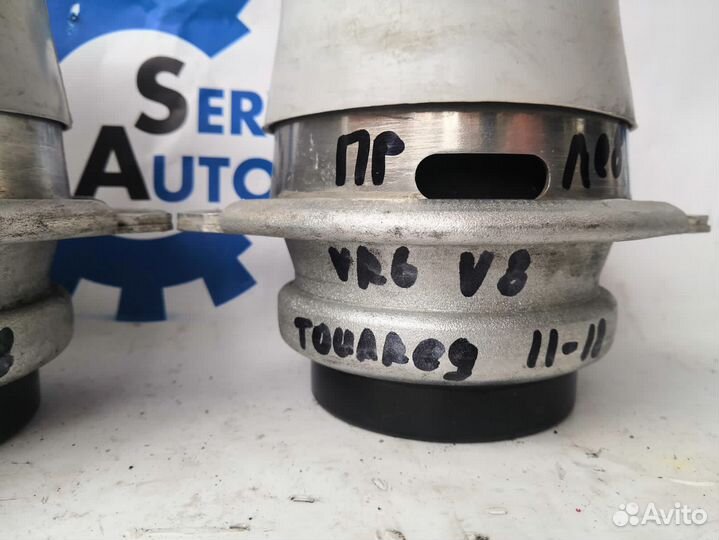 SER
AUTO
ПР лев
VR6 V8
TOUAREG 11-18
Avito